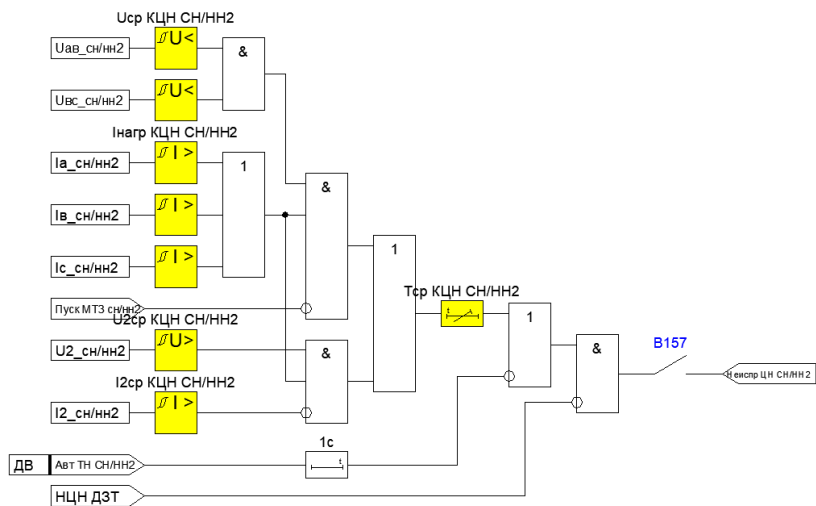 Uср КЦН СН/НН2
Uав_сн/нн2
U<
&
Uвс_сн/нн2
U<
Iнагр КЦН СН/НН2
Iа_сн/нн2
I >
1
&
Iв_сн/нн2
I >
1
Iс_сн/нн2
I >
Тср КЦН СН/НН2
t
Пуск МТЗ сн/нн2
U2ср КЦН СН/НН2
1
U2_сн/нн2
U>
&
&
В157
I2ср КЦН СН/НН2
Неиспр ЦН СН/НН2
I2_сн/нн2
I >
1с
ДВ
Авт ТН СН/НН2
t
НЦН ДЗТ